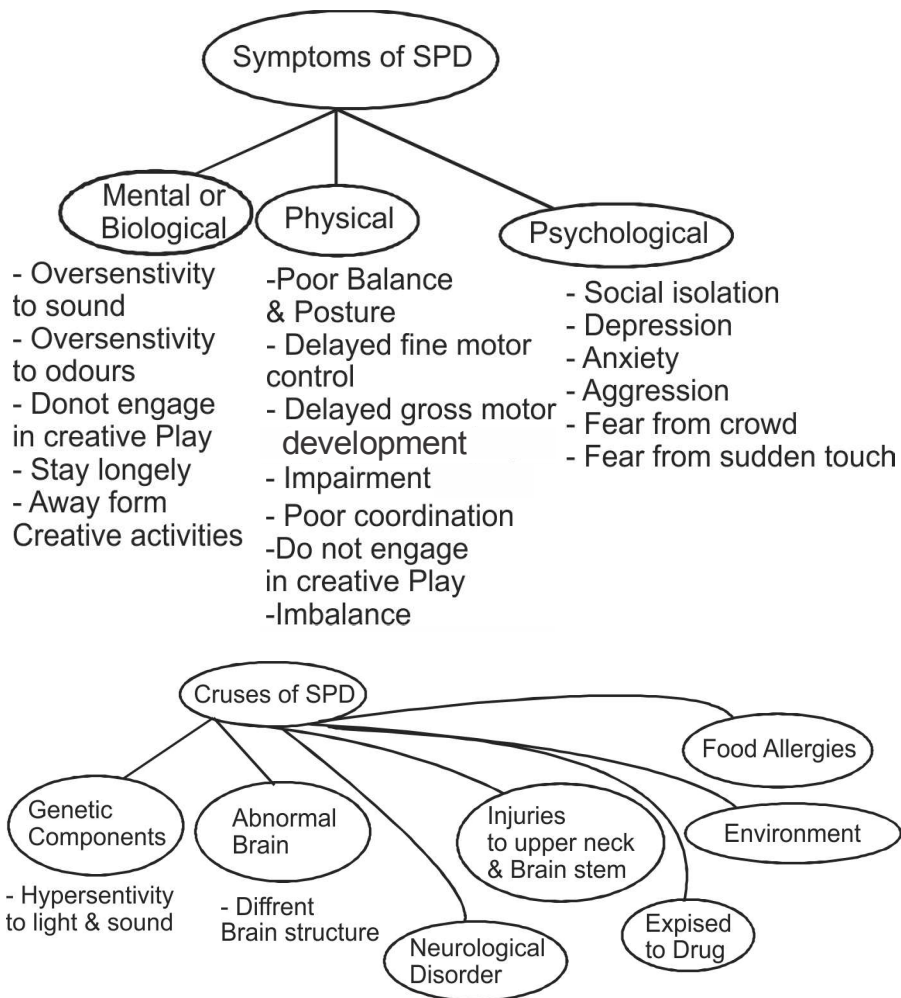 Symptoms of SPD
Mental or
Biological
- Oversenstivity
to sound
- Oversenstivity
to odours
- Donot engage
in creative Play
- Stay longely
- Away form
Creative activities
Physical
-Poor Balance
& Posture
- Delayed fine motor
control
- Delayed gross motor
development
- Impairment
- Poor coordination
-Do not engage
in creative Play
-Imbalance
Psychological
- Social isolation
- Depression
- Anxiety
- Aggression
- Fear from crowd
- Fear from sudden touch
Cruses of SPD
Genetic
Components
- Hypersentivity
to light & sound
Abnormal
Brain
- Diffrent
Brain structure
Neurological
Disorder
Injuries
to upper neck
& Brain stem
Expised
to Drug
Environment
Food Allergies